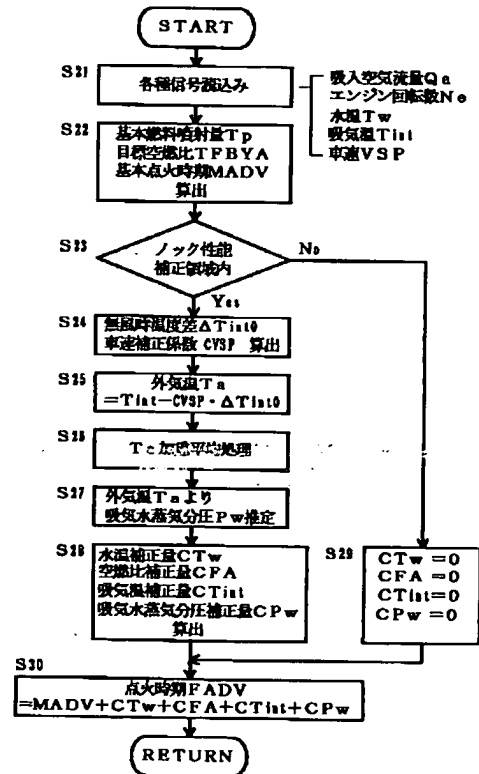 START
S21
各種信号読込み
吸入空気流量Qa
エンジン回転数Ne
水温Tw
吸気温Tint
車速VSP
S22
基本燃料噴射量Tp
目標空燃比TFBYA
基本点火時期MADV
算出
S23
ノック性能
補正領域内
No
Yes
S24
無風時温度差ΔTint0
車速補正係数 CVSP 算出
S25
外気温Ta
=Tint−CVSP・ΔTint0
S26
加重平均処理
S27
外気温Taより
吸気水蒸気分圧Pw推定
S28
水温補正量CTw
空燃比補正量CFA
吸気温補正量CTint
吸気水蒸気分圧補正量CPw
算出
S29
CTw=0
CFA=0
CTint=0
CPw=0
S30
点火時期FADV
=MADV+CTw+CFA+CTint+CPw
RETURN